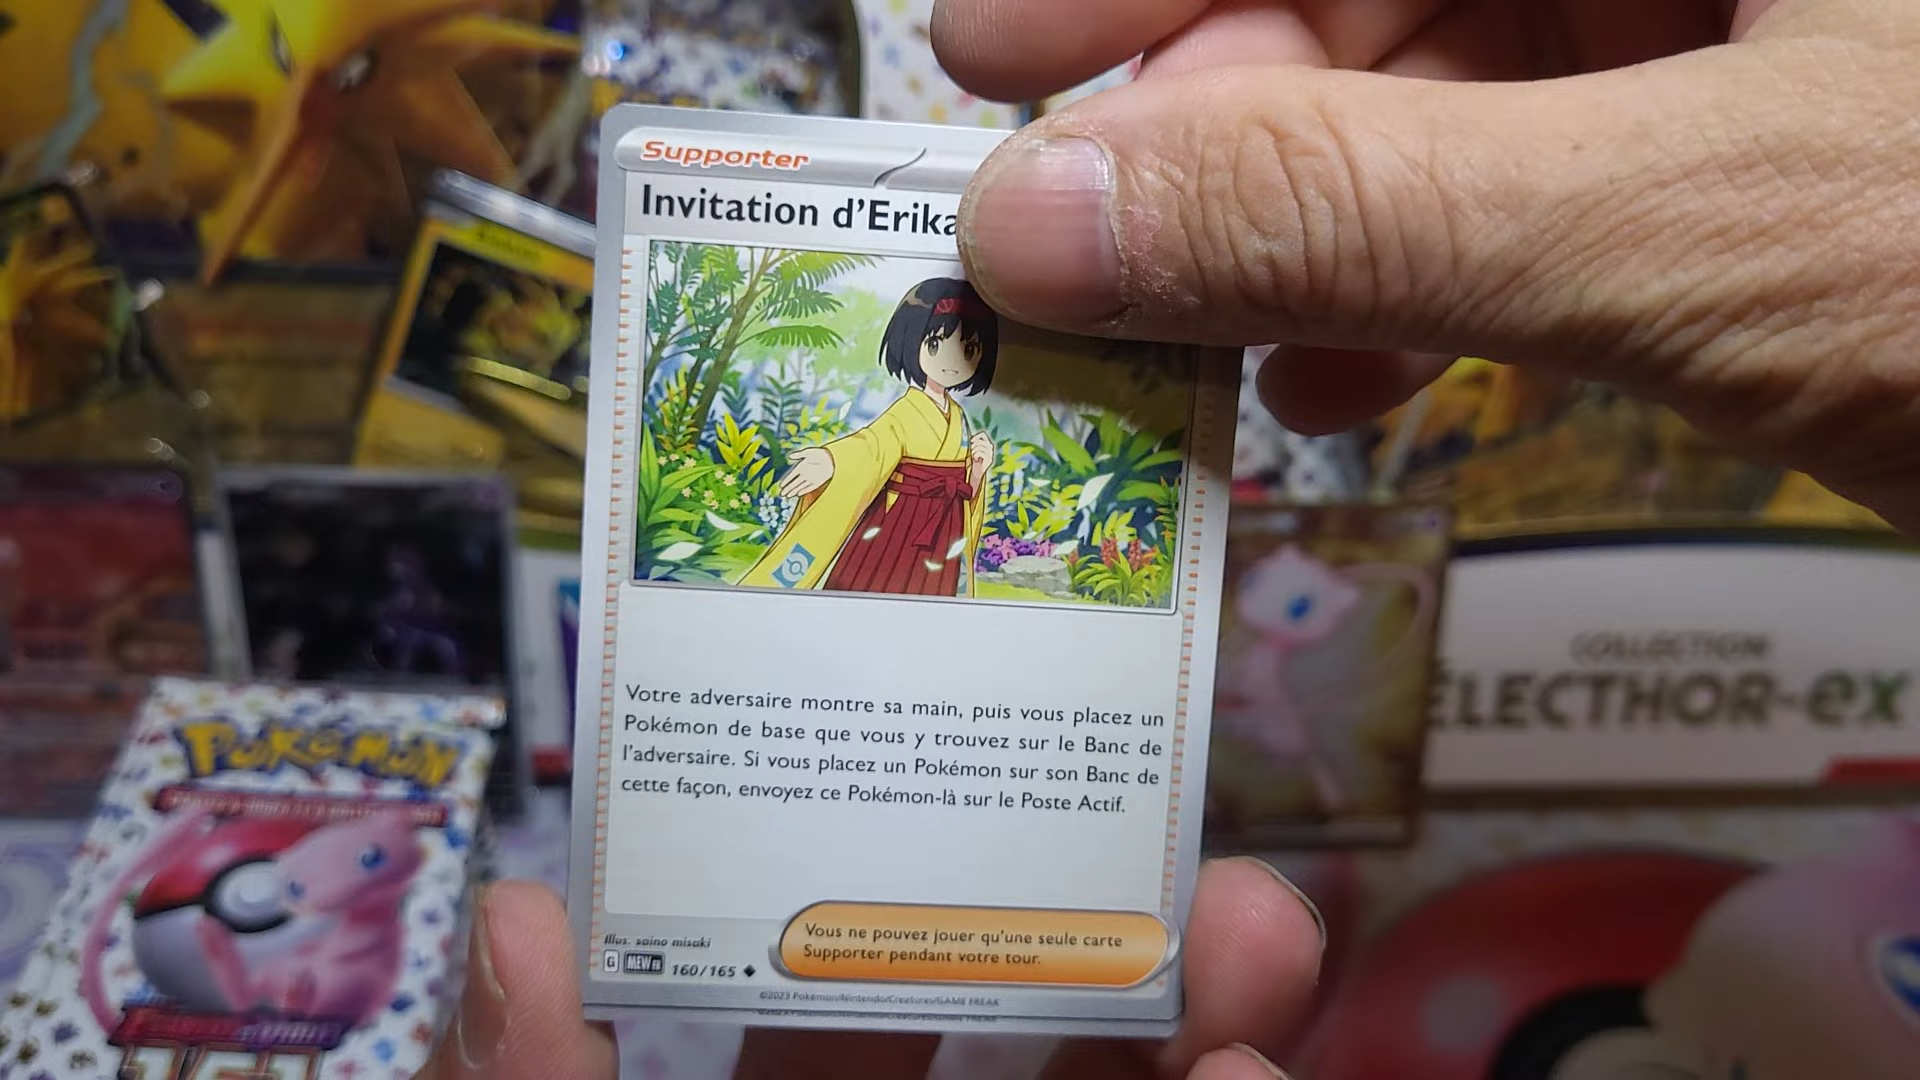 Supporter
Invitation d'Erika
Votre adversaire montre sa main, puis vous placez un
Pokémon de base que vous y trouvez sur le Banc de
l'adversaire. Si vous placez un Pokémon sur son Banc de
cette façon, envoyez ce Pokémon-là sur le Poste Actif.
Vous ne pouvez jouer qu'une seule carte
Supporter pendant votre tour.
Illus. saino misaki
G MEW FR 160/165
©2023 Pokémon/Nintendo/Creatures/GAME FREAK
COLLECTION
ÉLECTHOR-ex
POKéMON
151